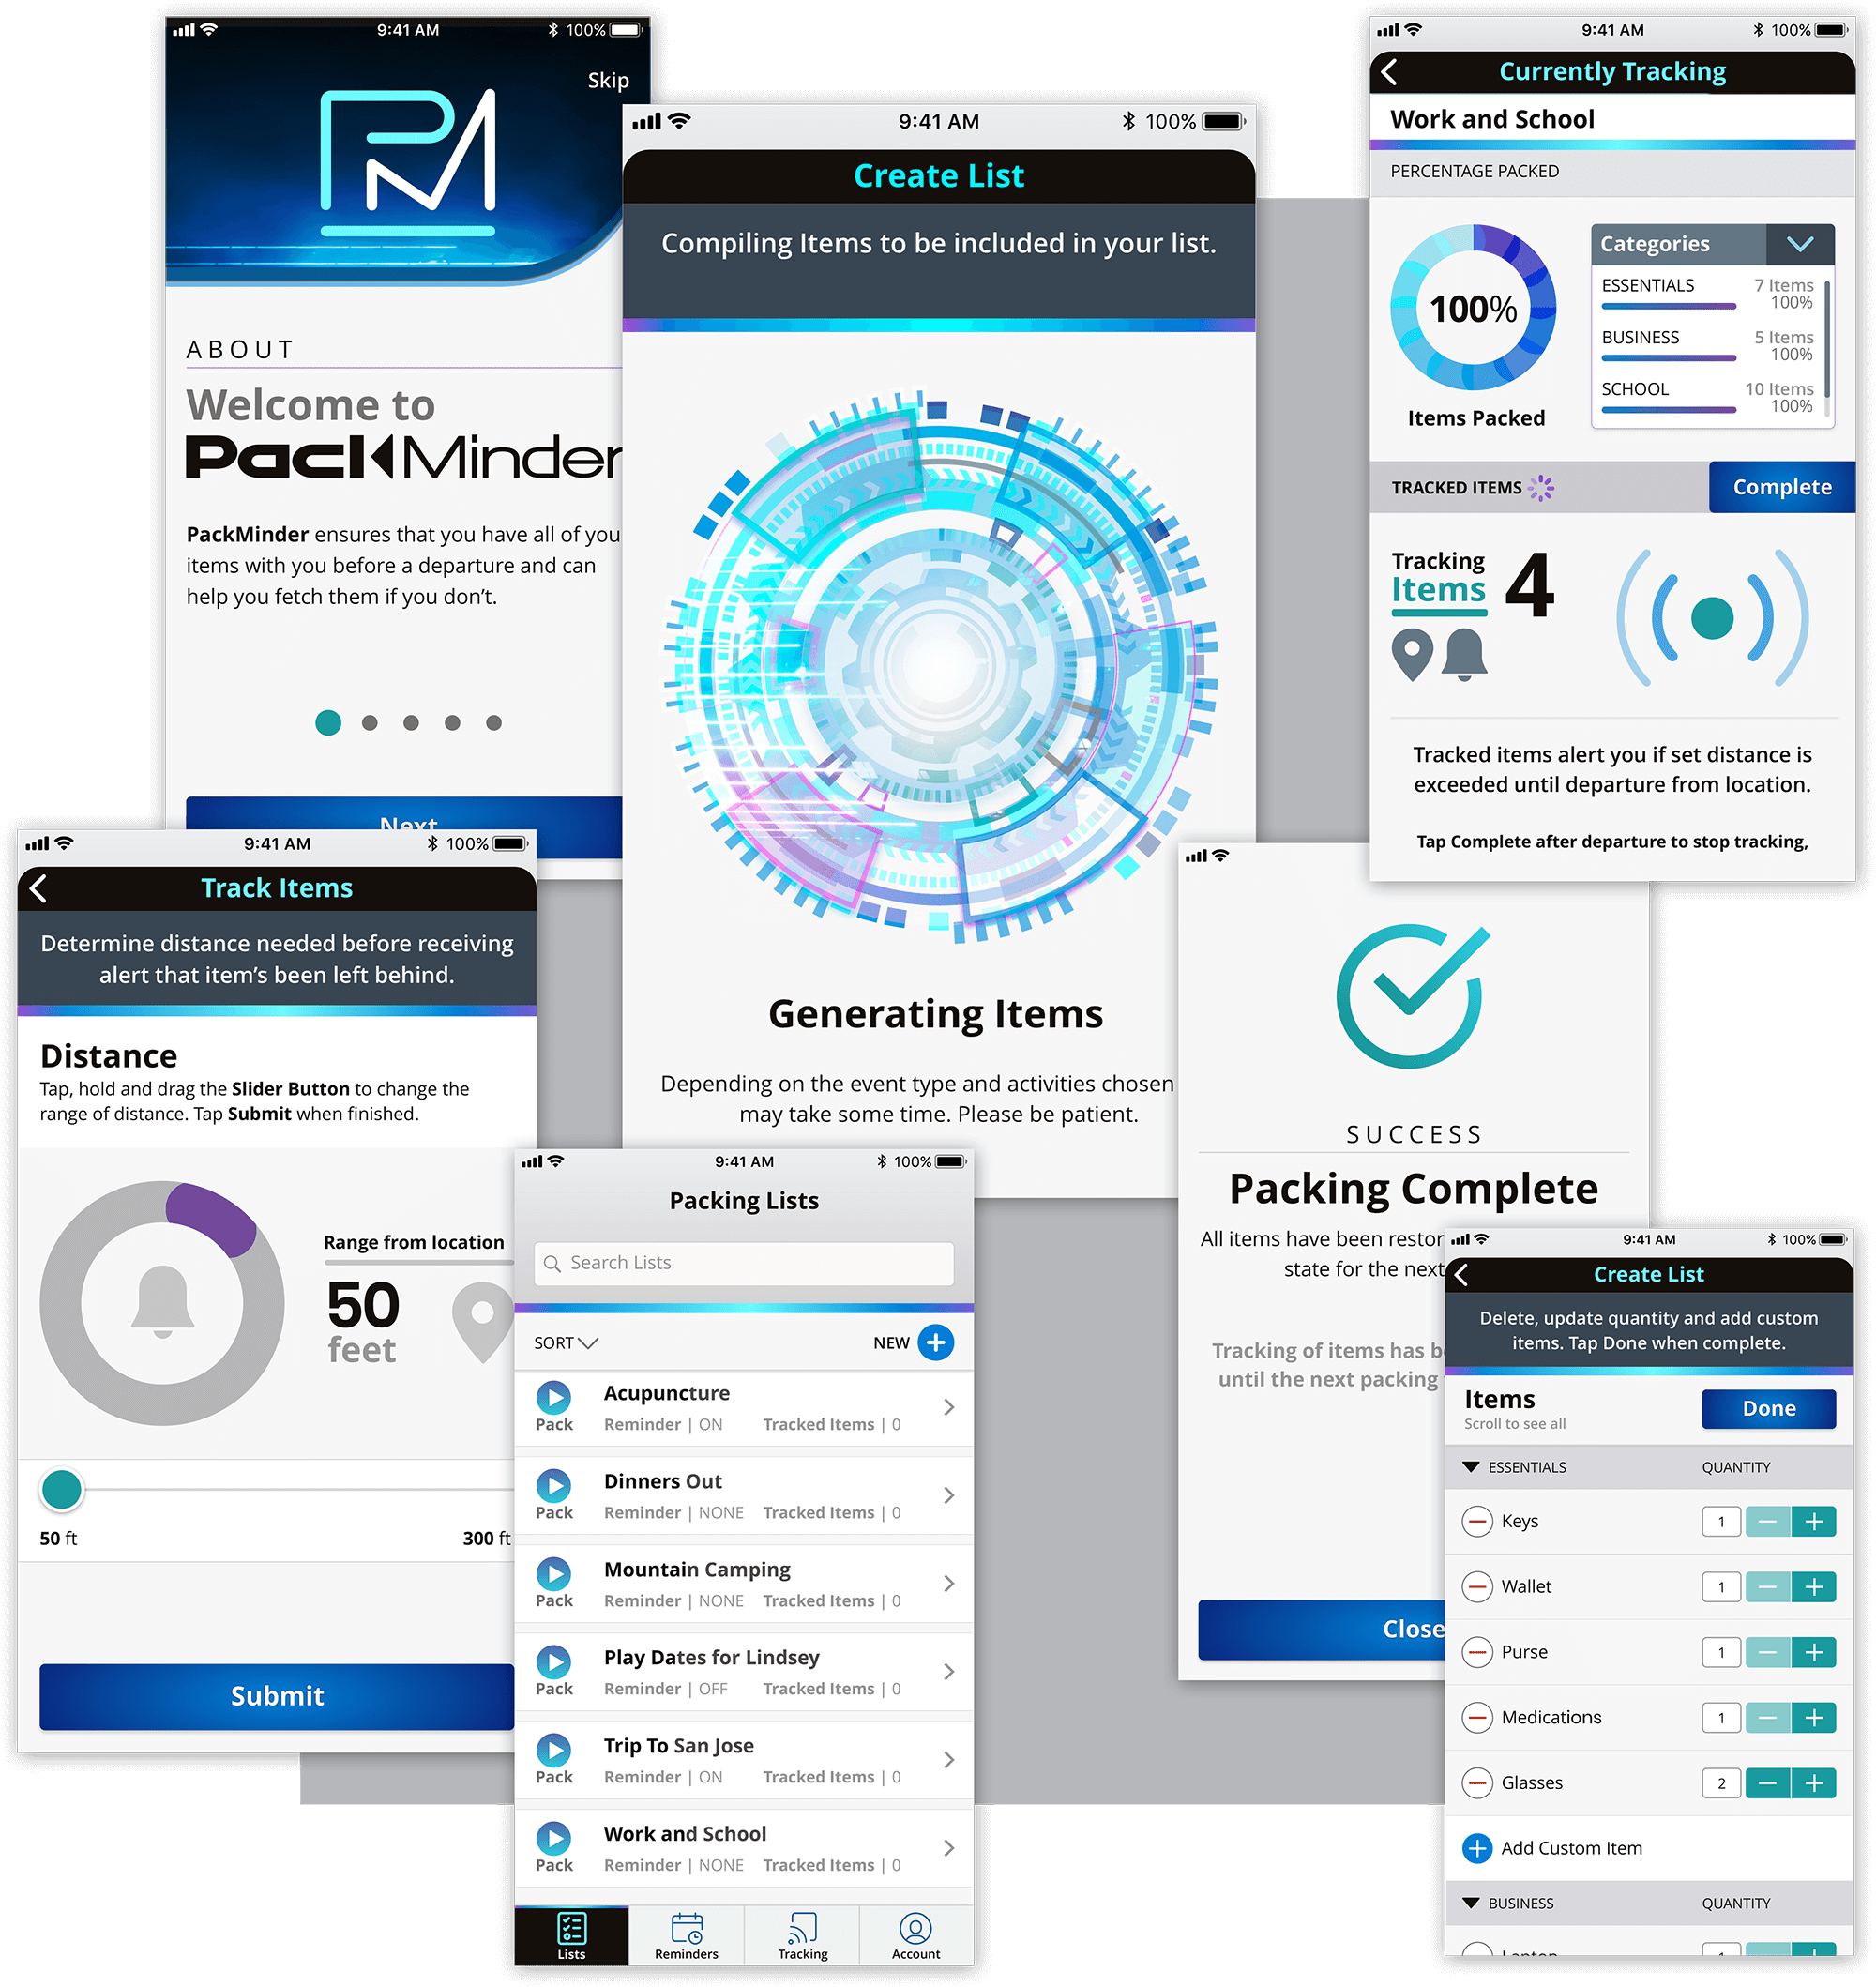 9:41 AM
100%
Skip
PM
ABOUT
Welcome to
PackMinder
PackMinder ensures that you have all of you
items with you before a departure and can
help you fetch them if you don't.
Next
9:41 AM
100%
Create List
Compiling Items to be included in your list.
Generating Items
Depending on the event type and activities chosen
may take some time. Please be patient.
9:41 AM
100%
Currently Tracking
Work and School
PERCENTAGE PACKED
100%
Items Packed
Categories
ESSENTIALS
7 Items
100%
BUSINESS
5 Items
100%
SCHOOL
10 Items
100%
TRACKED ITEMS
Complete
Tracking
Items
4
Tracked items alert you if set distance is
exceeded until departure from location.
Tap Complete after departure to stop tracking,
9:41 AM
100%
Track Items
Determine distance needed before receiving
alert that item's been left behind.
Distance
Tap, hold and drag the Slider Button to change the
range of distance. Tap Submit when finished.
Range from location
50
feet
50 ft
300 ft
Submit
SUCCESS
Packing Complete
All items have been restor
state for the next
Tracking of items has b
until the next packing
Close
9:41 AM
100%
Packing Lists
Search Lists
SORT
NEW
Acupuncture
Pack
Reminder | ON
Tracked Items | 0
Dinners Out
Pack
Reminder | NONE
Tracked Items | 0
Mountain Camping
Pack
Reminder | NONE
Tracked Items | 0
Play Dates for Lindsey
Pack
Reminder | OFF
Tracked Items | 0
Trip To San Jose
Pack
Reminder | ON
Tracked Items | 0
Work and School
Pack
Reminder | NONE
Tracked Items | 0
Lists
Reminders
Tracking
Account
9:41 AM
100%
Create List
Delete, update quantity and add custom
items. Tap Done when complete.
Items
Scroll to see all
Done
ESSENTIALS
QUANTITY
Keys
1
Wallet
1
Purse
1
Medications
1
Glasses
2
Add Custom Item
BUSINESS
QUANTITY